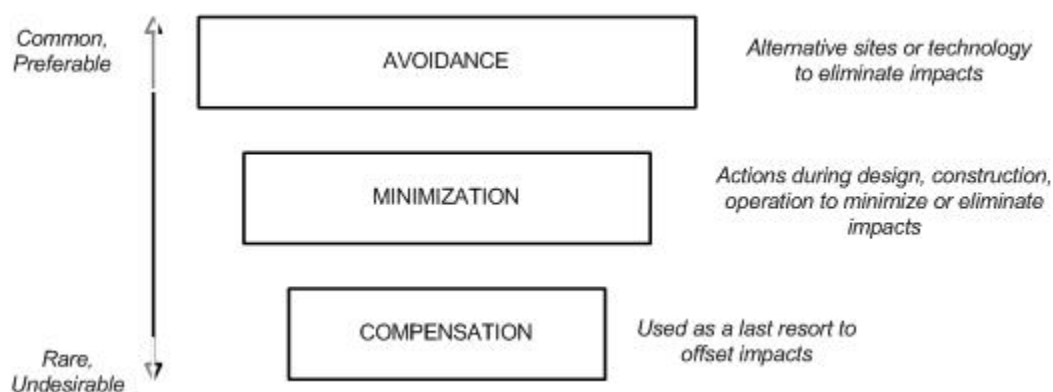 Common,
Preferable
AVOIDANCE
Alternative sites or technology
to eliminate impacts
MINIMIZATION
Actions during design, construction,
operation to minimize or eliminate
impacts
COMPENSATION
Used as a last resort to
offset impacts
Rare,
Undesirable